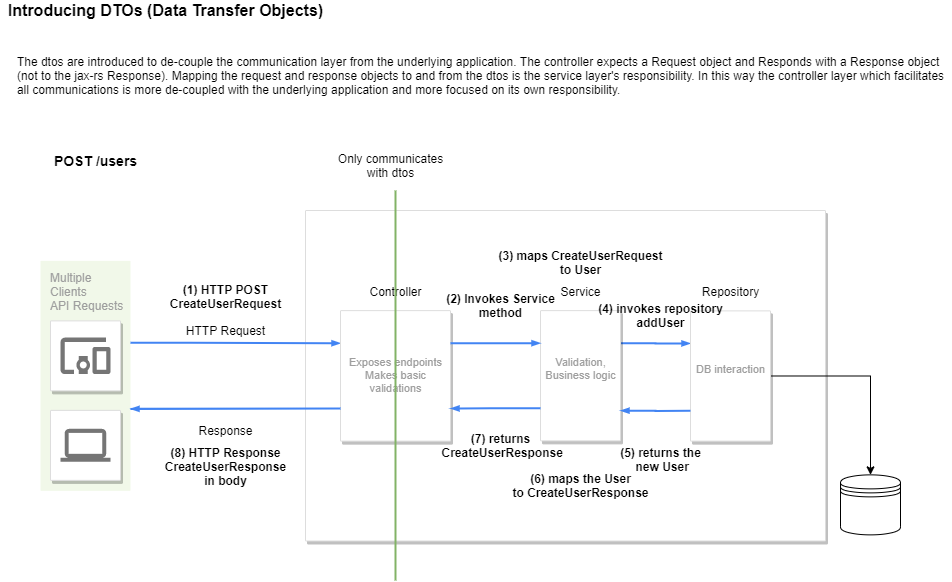 Introducing DTOs (Data Transfer Objects)
The dtos are introduced to de-couple the communication layer from the underlying application. The controller expects a Request object and Responds with a Response object
(not to the jax-rs Response). Mapping the request and response objects to and from the dtos is the service layer's responsibility. In this way the controller layer which facilitates
all communications is more de-coupled with the underlying application and more focused on its own responsibility.
POST /users
Only communicates
with dtos
(3) maps CreateUserRequest
to User
Multiple
Clients
API Requests
(1) HTTP POST
CreateUserRequest
HTTP Request
Controller
(2) Invokes Service
method
Service
(4) invokes repository
addUser
Repository
Exposes endpoints
Makes basic
validations
Validation,
Business logic
DB interaction
Response
(8) HTTP Response
CreateUserResponse
in body
(7) returns
CreateUserResponse
(5) returns the
new User
(6) maps the User
to CreateUserResponse